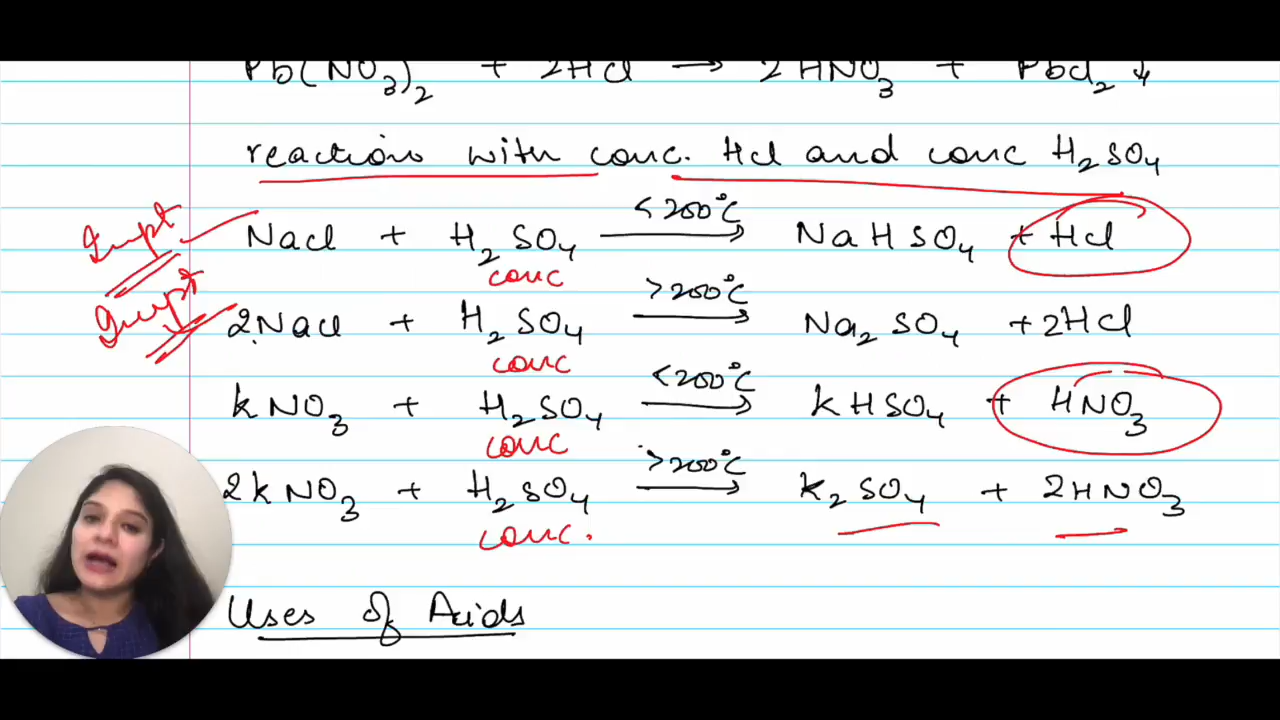 Pb(NO3)2 + 2HCl → 2HNO3 + PbCl2 ↓
reactions with conc. HCl and conc H2SO4
Impt NaCl + H2SO4 <200°C → NaHSO4 + HCl
conc
Impt 2NaCl + H2SO4 >200°C → Na2SO4 + 2HCl
conc
KNO3 + H2SO4 <200°C → KHSO4 + HNO3
conc
2KNO3 + H2SO4 >200°C → K2SO4 + 2HNO3
conc.
Uses of Acids